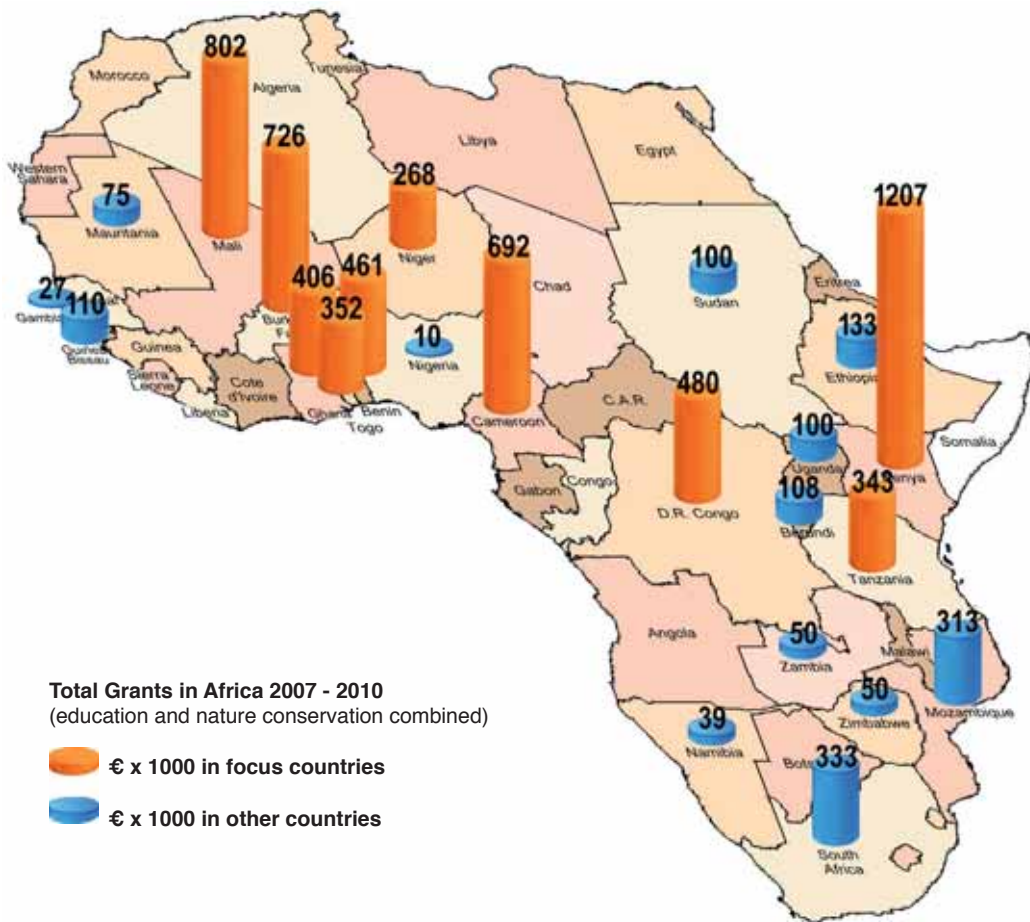 802
Morocco
Tunesia
Algeria
726
Libya
Egypt
Western
Sahara
268
1207
75
Mauritania
Mali
Niger
692
406
461
352
Chad
100
Sudan
Eritrea
27
110
Gambia
Guinea
Bissau
Guinea
10
Nigeria
133
Ethiopia
Sierra
Leone
Liberia
Cote
d'Ivoire
Ghana
Togo
Benin
Cameroon
C.A.R.
480
Somalia
100
Uganda
Gabon
Congo
D.R. Congo
108
343
Tanzania
Angola
50
Zambia
Malawi
313
Mozambique
50
Zimbabwe
39
Namibia
333
South
Africa
Total Grants in Africa 2007 - 2010
(education and nature conservation combined)
€ x 1000 in focus countries
€ x 1000 in other countries